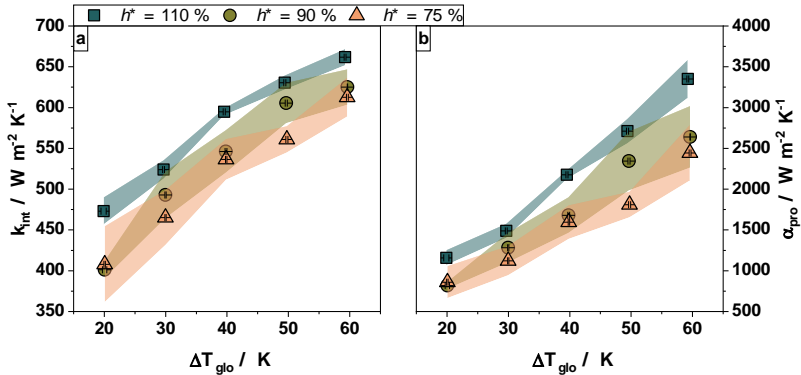 h* = 110 % h* = 90 % h* = 75 %
a
700
650
600
550
500
450
400
350
k_int / W m⁻² K⁻¹
20 30 40 50 60
ΔT_glo / K
b
4000
3500
3000
2500
2000
1500
1000
500
α_pro / W m⁻² K⁻¹
20 30 40 50 60
ΔT_glo / K